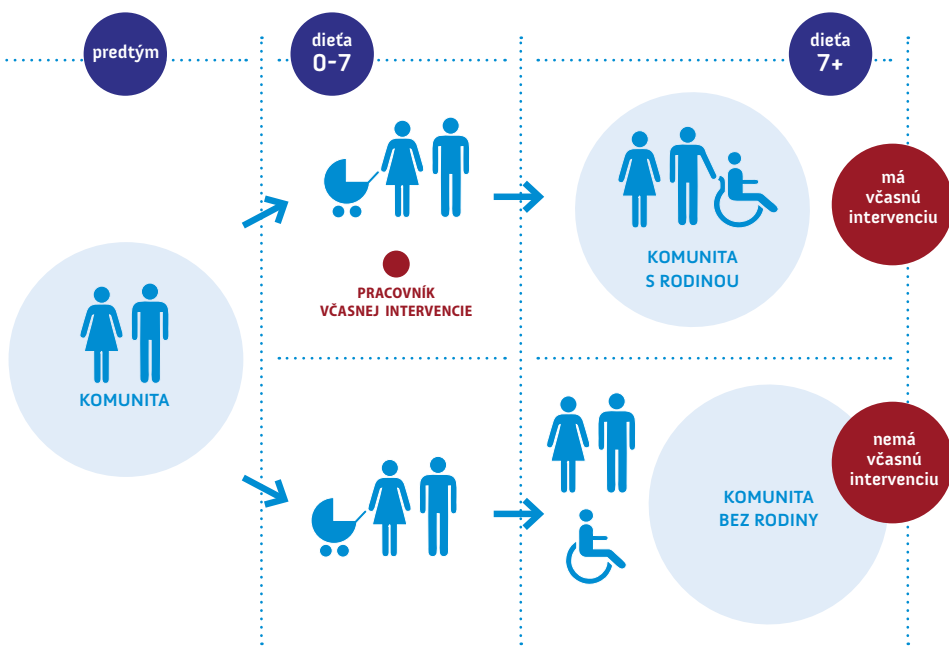 predtým
dieťa
0-7
dieťa
7+
má
včasnú
intervenciu
KOMUNITA
S RODINOU
PRACOVNÍK
VČASNEJ INTERVENCIE
KOMUNITA
nemá
včasnú
intervenciu
KOMUNITA
BEZ RODINY